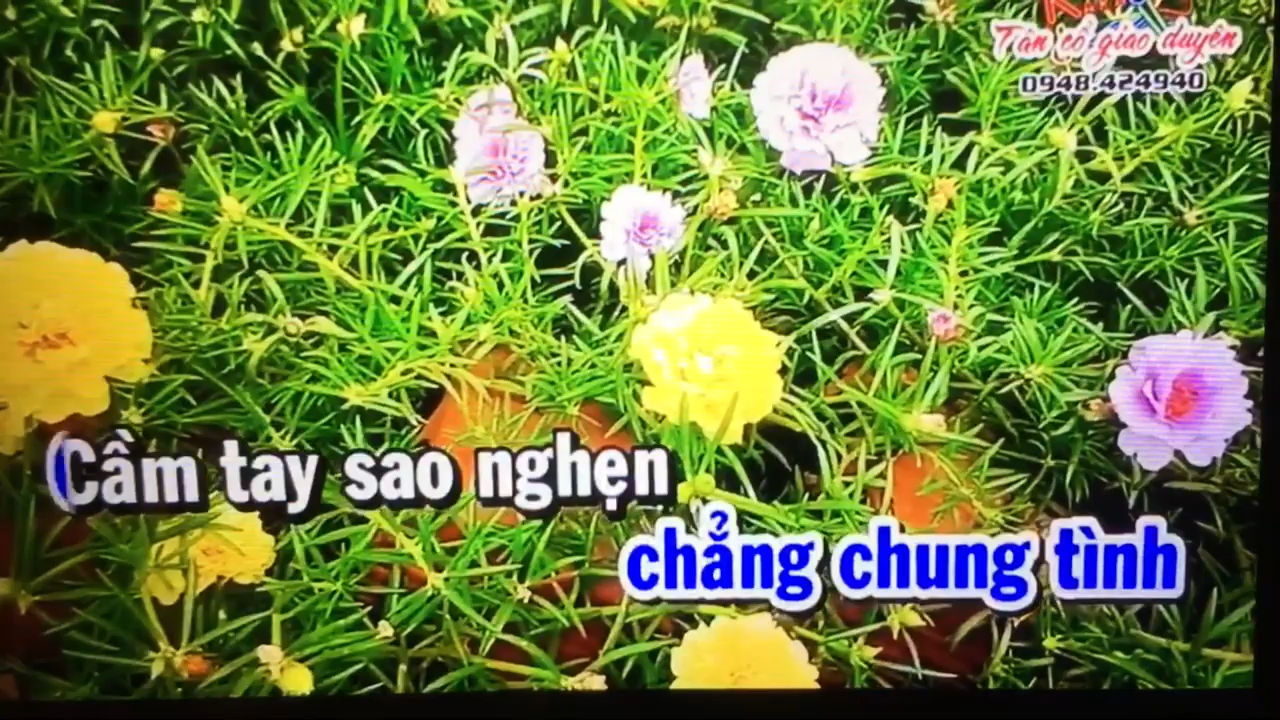 Tân cổ giao duyên
0948.424940
Cầm tay sao nghẹn
chẳng chung tình